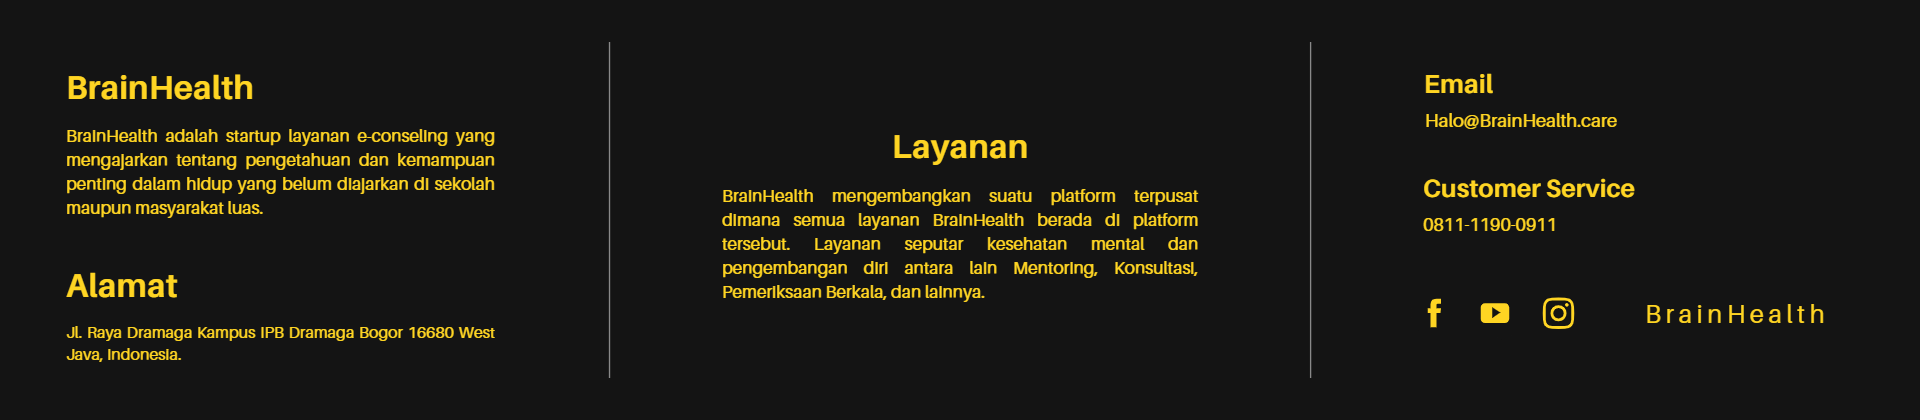 BrainHealth
BrainHealth adalah startup layanan e-conseling yang
mengajarkan tentang pengetahuan dan kemampuan
penting dalam hidup yang belum diajarkan di sekolah
maupun masyarakat luas.
Alamat
Jl. Raya Dramaga Kampus IPB Dramaga Bogor 16680 West
Java, Indonesia.
Layanan
BrainHealth mengembangkan suatu platform terpusat
dimana semua layanan BrainHealth berada di platform
tersebut. Layanan seputar kesehatan mental dan
pengembangan diri antara lain Mentoring, Konsultasi,
Pemeriksaan Berkala, dan lainnya.
Email
Halo@BrainHealth.care
Customer Service
0811-1190-0911
BrainHealth